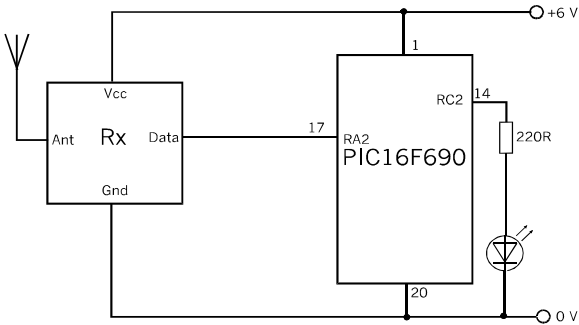 +6 V
1
Vcc
14
RC2
Ant
Rx
Data
17
RA2
220R
PIC16F690
Gnd
20
0 V